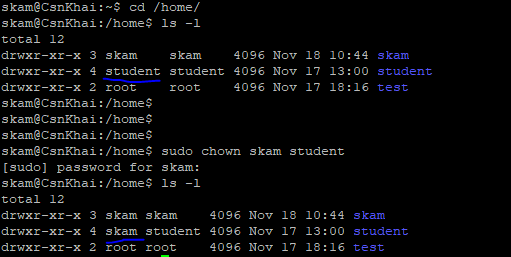 skam@CsnKhai:~$ cd /home/
skam@CsnKhai:/home$ ls -l
total 12
drwxr-xr-x 3 skam    skam    4096 Nov 18 10:44 skam
drwxr-xr-x 4 student student 4096 Nov 17 13:00 student
drwxr-xr-x 2 root    root    4096 Nov 17 18:16 test
skam@CsnKhai:/home$
skam@CsnKhai:/home$
skam@CsnKhai:/home$
skam@CsnKhai:/home$ sudo chown skam student
[sudo] password for skam:
skam@CsnKhai:/home$ ls -l
total 12
drwxr-xr-x 3 skam skam    4096 Nov 18 10:44 skam
drwxr-xr-x 4 skam student 4096 Nov 17 13:00 student
drwxr-xr-x 2 root root    4096 Nov 17 18:16 test